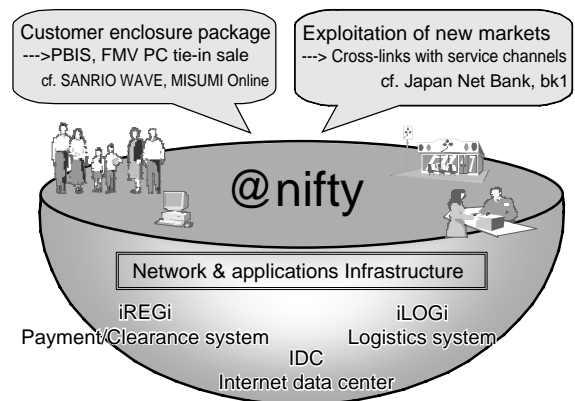 Customer enclosure package
--->PBIS, FMV PC tie-in sale
cf. SANRIO WAVE, MISUMI Online
Exploitation of new markets
---> Cross-links with service channels
cf. Japan Net Bank, bk1
@nifty
Network & applications Infrastructure
iREGi
Payment/Clearance system
iLOGi
Logistics system
IDC
Internet data center